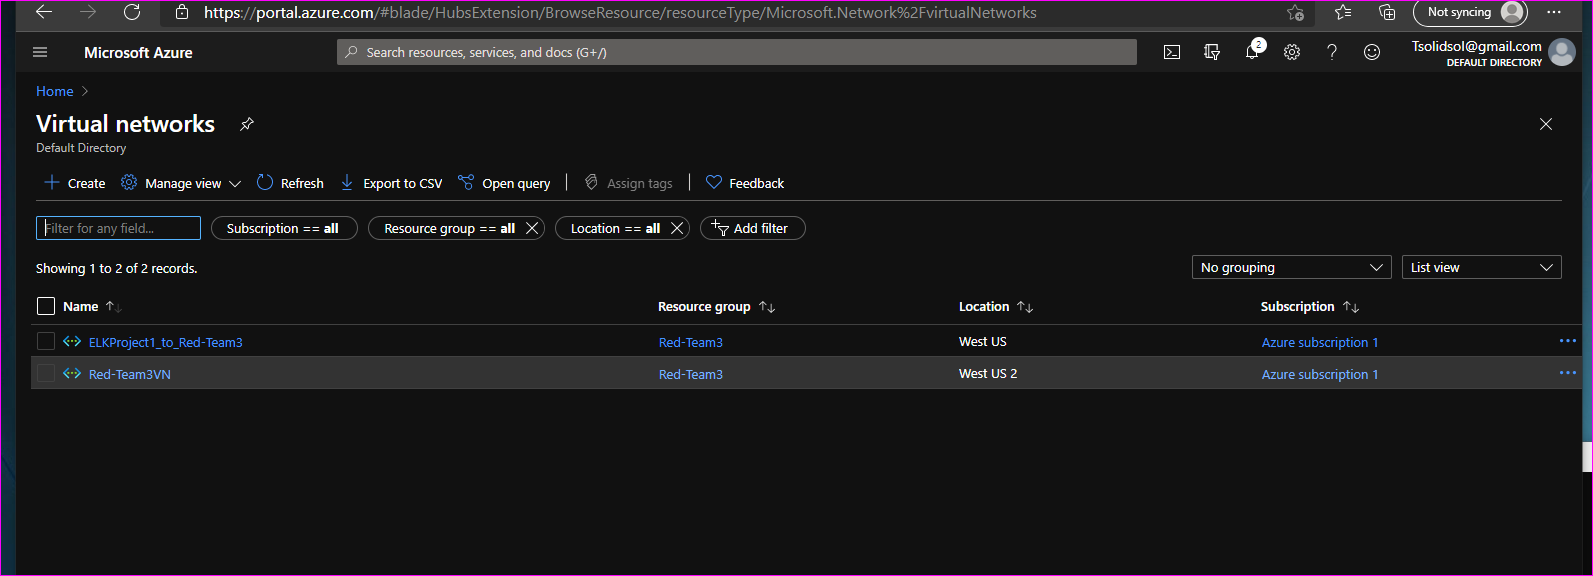 https://portal.azure.com/#blade/HubsExtension/BrowseResource/resourceType/Microsoft.Network%2FvirtualNetworks Not syncing
Microsoft Azure Search resources, services, and docs (G+/) 2 Tsolidsol@gmail.com
DEFAULT DIRECTORY
Home
Virtual networks
Default Directory
Create Manage view Refresh Export to CSV Open query Assign tags Feedback
Filter for any field... Subscription == all Resource group == all Location == all Add filter
Showing 1 to 2 of 2 records. No grouping List view
Name Resource group Location Subscription
ELKProject1_to_Red-Team3 Red-Team3 West US Azure subscription 1
Red-Team3VN Red-Team3 West US 2 Azure subscription 1